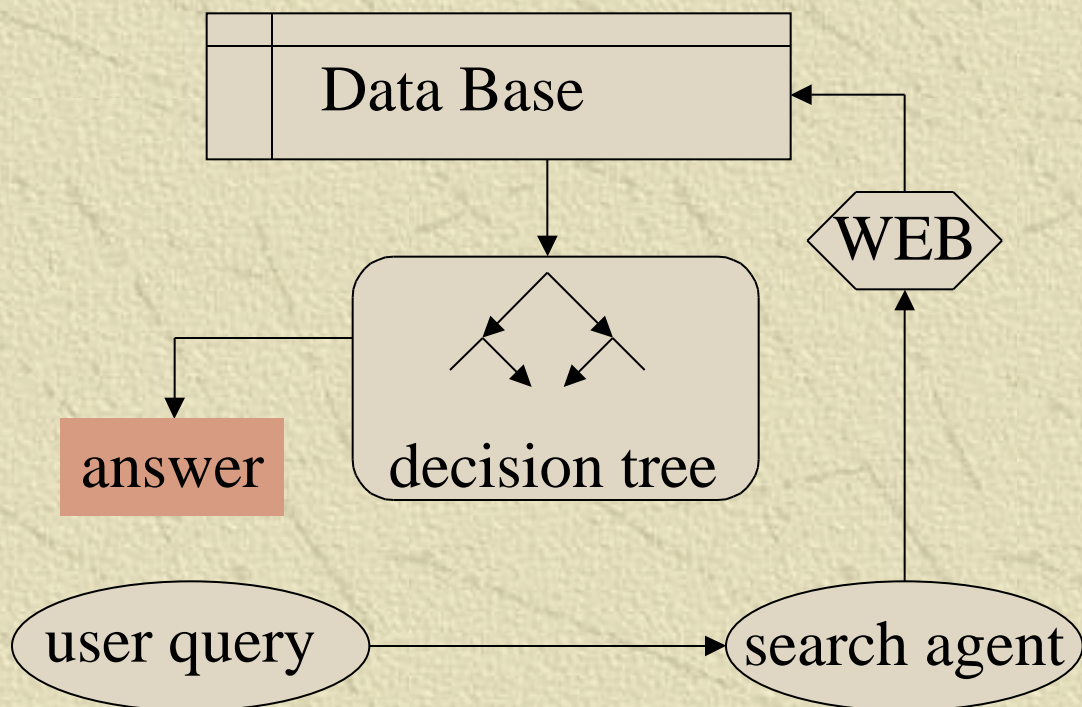 Data Base
WEB
answer
decision tree
user query
search agent